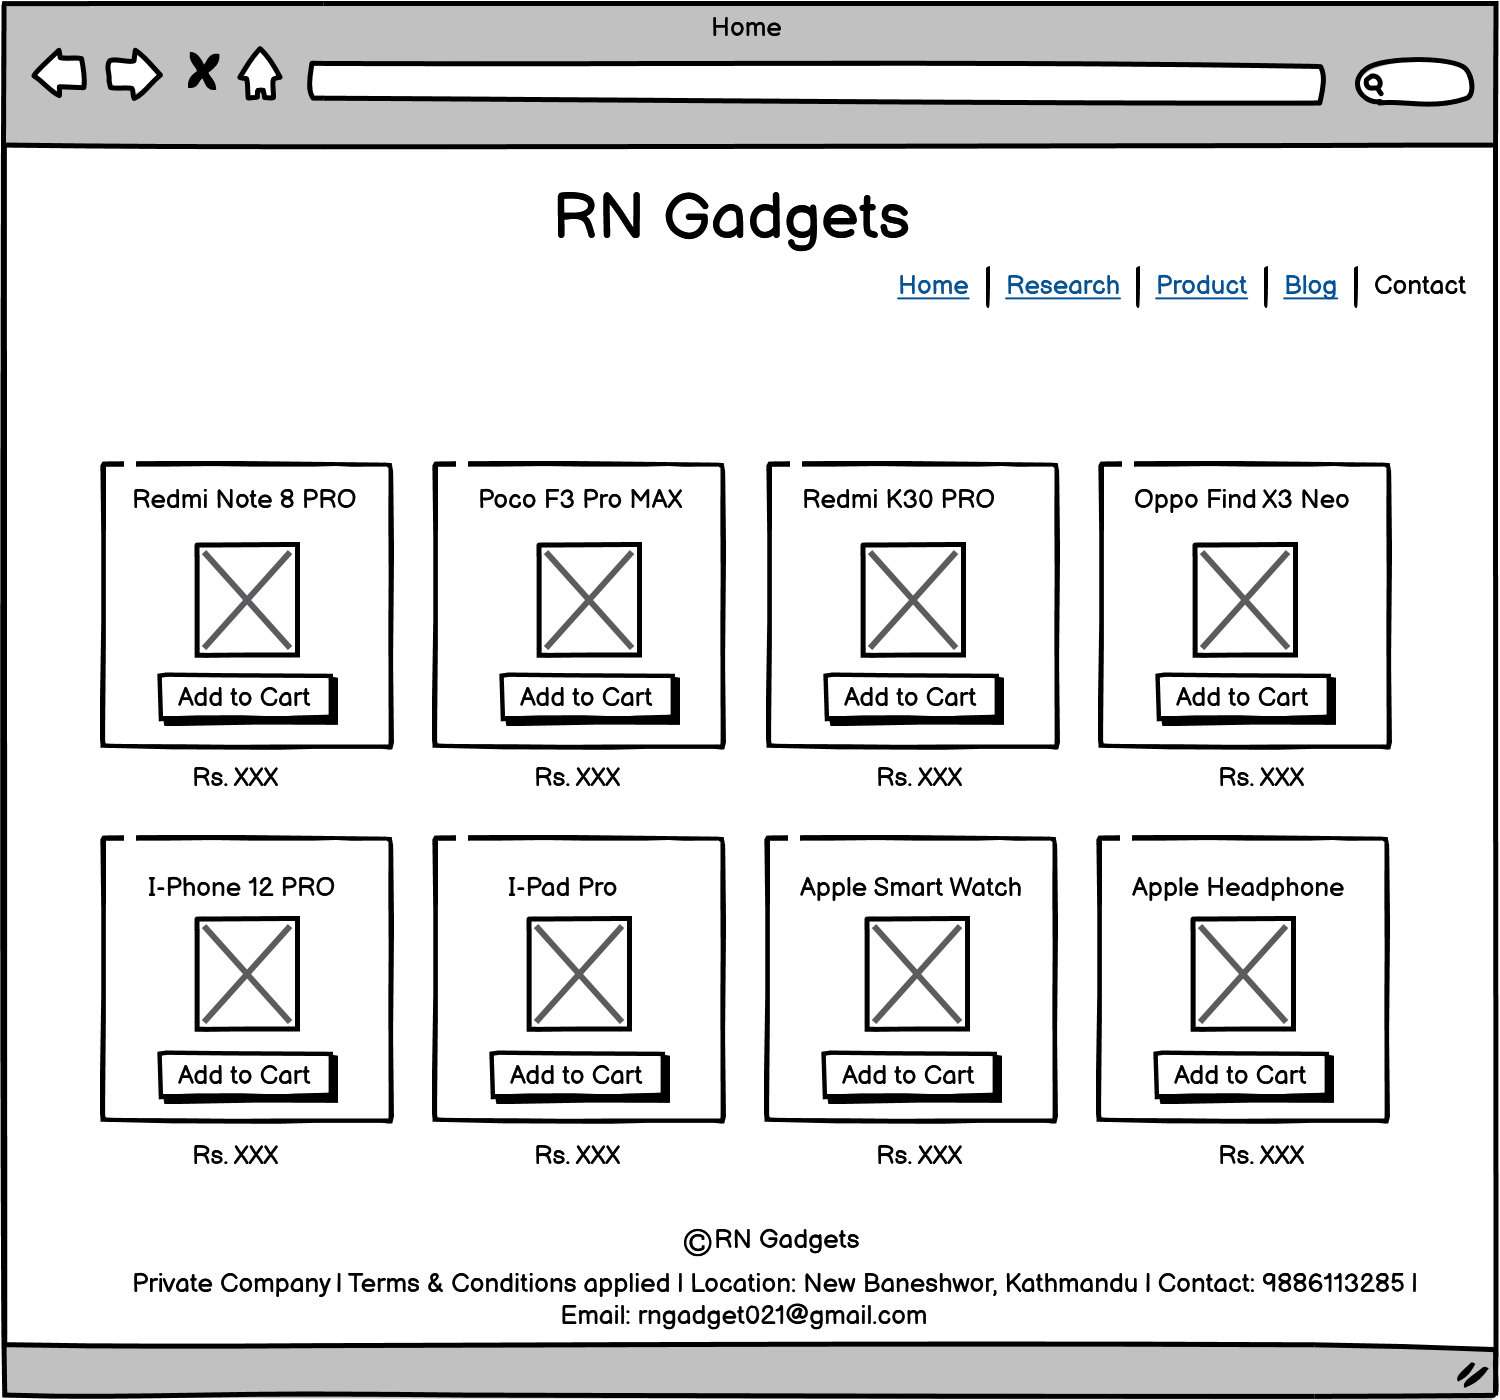 Home
RN Gadgets
Home | Research | Product | Blog | Contact
Redmi Note 8 PRO
Poco F3 Pro MAX
Redmi K30 PRO
Oppo Find X3 Neo
Add to Cart
Add to Cart
Add to Cart
Add to Cart
Rs. XXX
Rs. XXX
Rs. XXX
Rs. XXX
I-Phone 12 PRO
I-Pad Pro
Apple Smart Watch
Apple Headphone
Add to Cart
Add to Cart
Add to Cart
Add to Cart
Rs. XXX
Rs. XXX
Rs. XXX
Rs. XXX
©RN Gadgets
Private Company | Terms & Conditions applied | Location: New Baneshwor, Kathmandu | Contact: 9886113285 |
Email: rngadget021@gmail.com